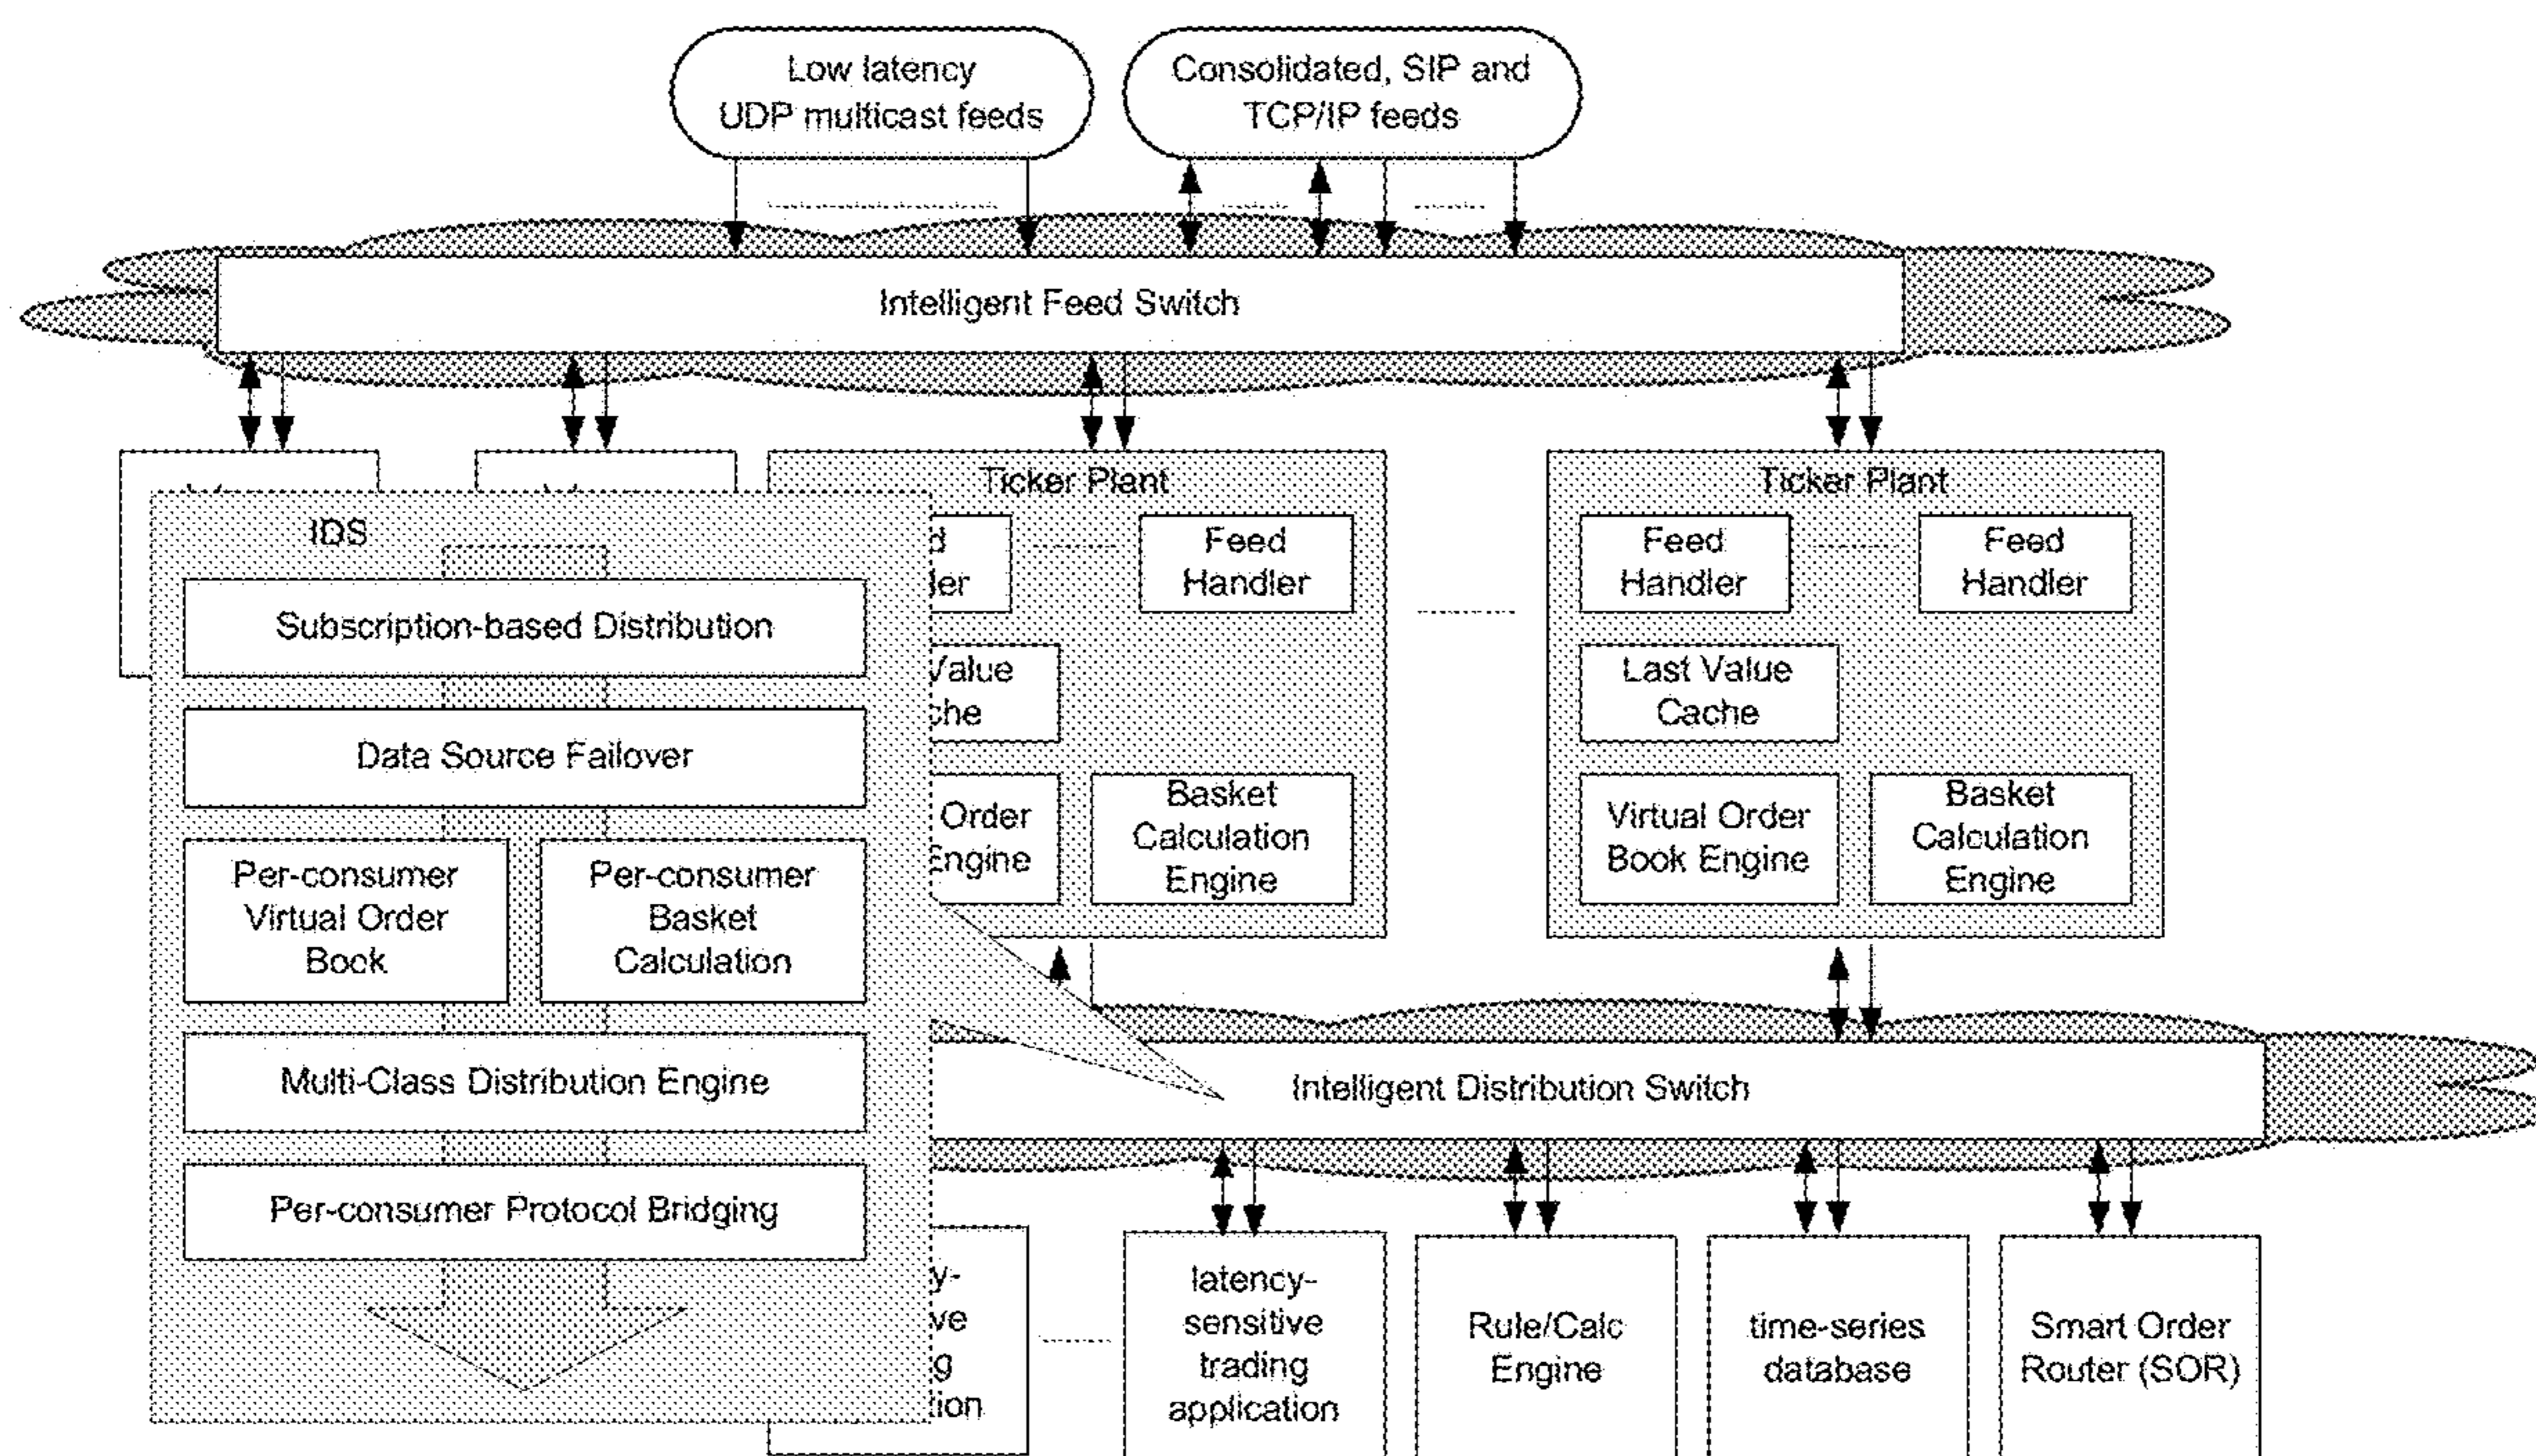 Low latency
UDP multicast feeds
Consolidated, SIP and
TCP/IP feeds
Intelligent Feed Switch
IDS
Subscription-based Distribution
Data Source Failover
Per-consumer
Virtual Order
Book
Per-consumer
Basket
Calculation
Multi-Class Distribution Engine
Per-consumer Protocol Bridging
Ticker Plant
Feed
Handler
Value
Order
Engine
Basket
Calculation
Engine
Ticker Plant
Feed
Handler
Feed
Handler
Last Value
Cache
Virtual Order
Book Engine
Basket
Calculation
Engine
Intelligent Distribution Switch
latency-
sensitive
trading
application
Rule/Calc
Engine
time-series
database
Smart Order
Router (SOR)